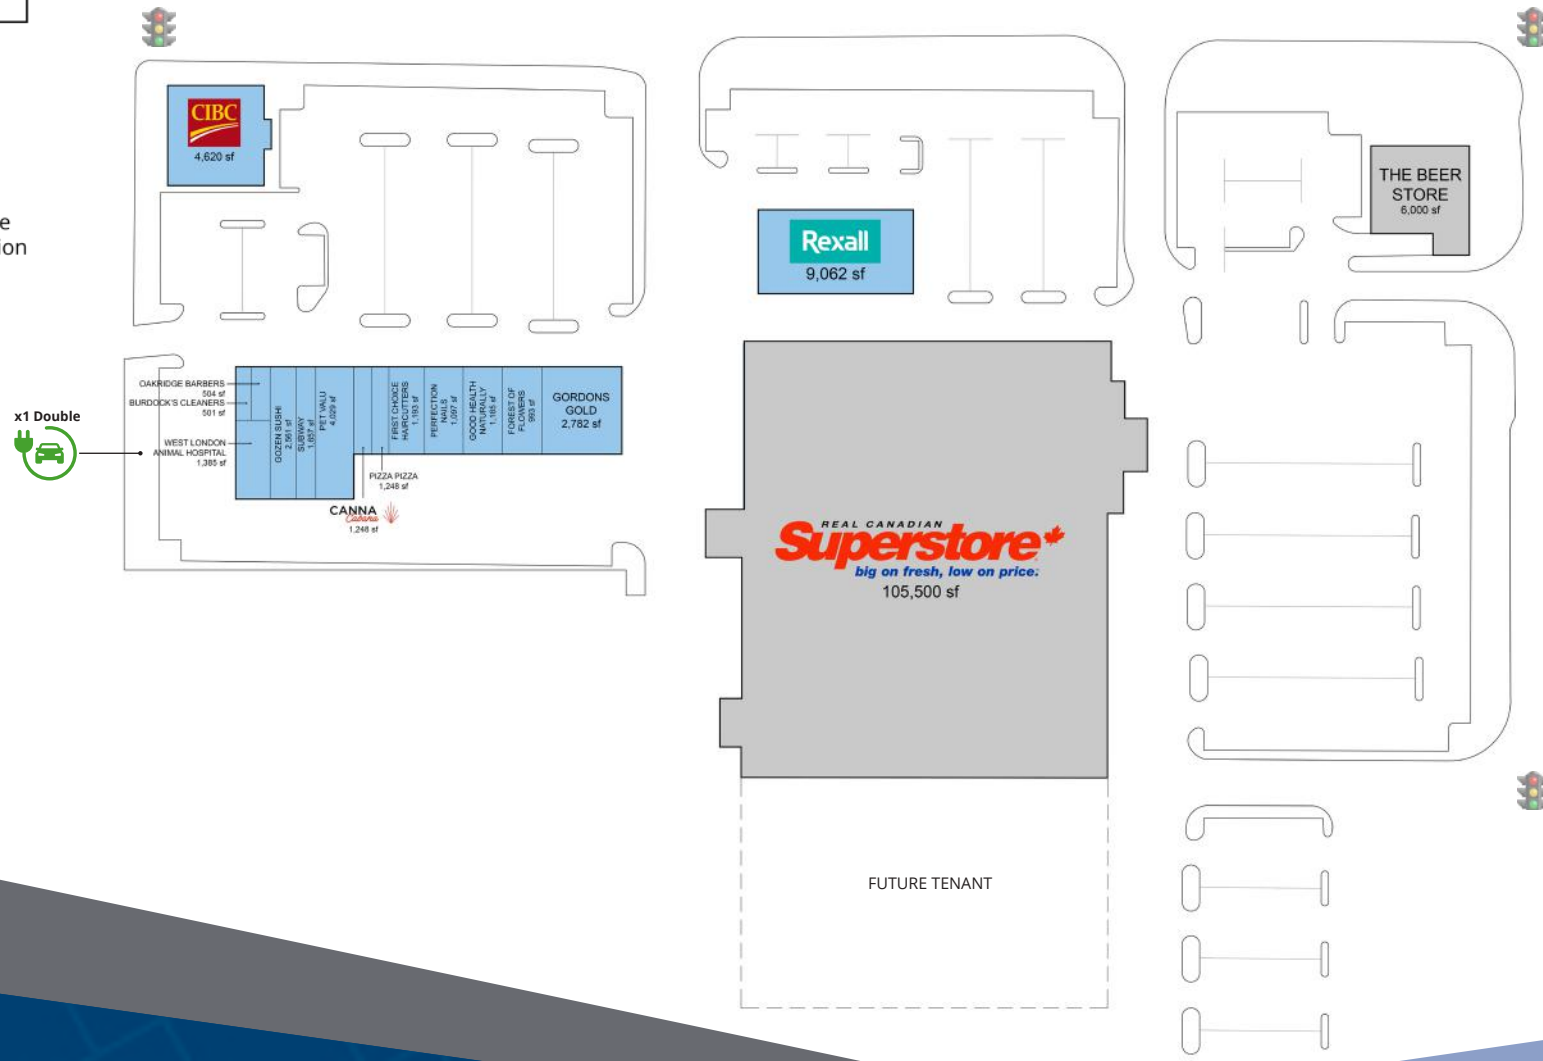 e
ion
CIBC
4,620 sf
Rexall
9,062 sf
THE BEER
STORE
6,000 sf
OAKRIDGE BARBERS
504 sf
BURDOCK'S CLEANERS
501 sf
WEST LONDON
ANIMAL HOSPITAL
1,385 sf
GOZEN SUSHI
2,561 sf
SUBWAY
1,657 sf
PET VALU
4,029 sf
CANNA
Cabana
1,248 sf
PIZZA PIZZA
1,248 sf
FIRST CHOICE
HAIRCUTTERS
1,193 sf
PERFECTION
NAILS
1,097 sf
GOOD HEALTH
NATURALLY
1,165 sf
FOREST OF
FLOWERS
993 sf
GORDONS
GOLD
2,782 sf
x1 Double
REAL CANADIAN
Superstore
big on fresh, low on price.
105,500 sf
FUTURE TENANT